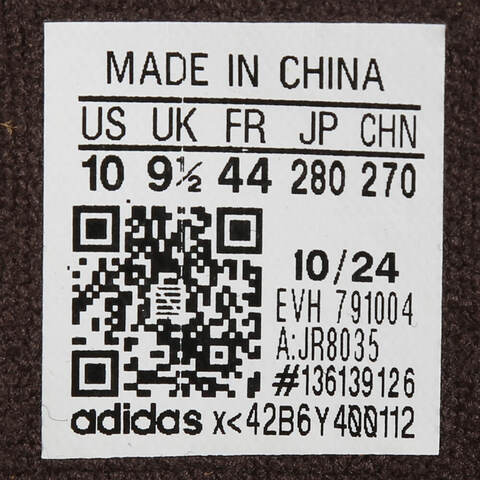 MADE IN CHINA
US UK FR JP CHN
10 9½ 44 280 270
10/24
EVH 791004
A:JR8035
#136139126
adidas x<42B6Y400112